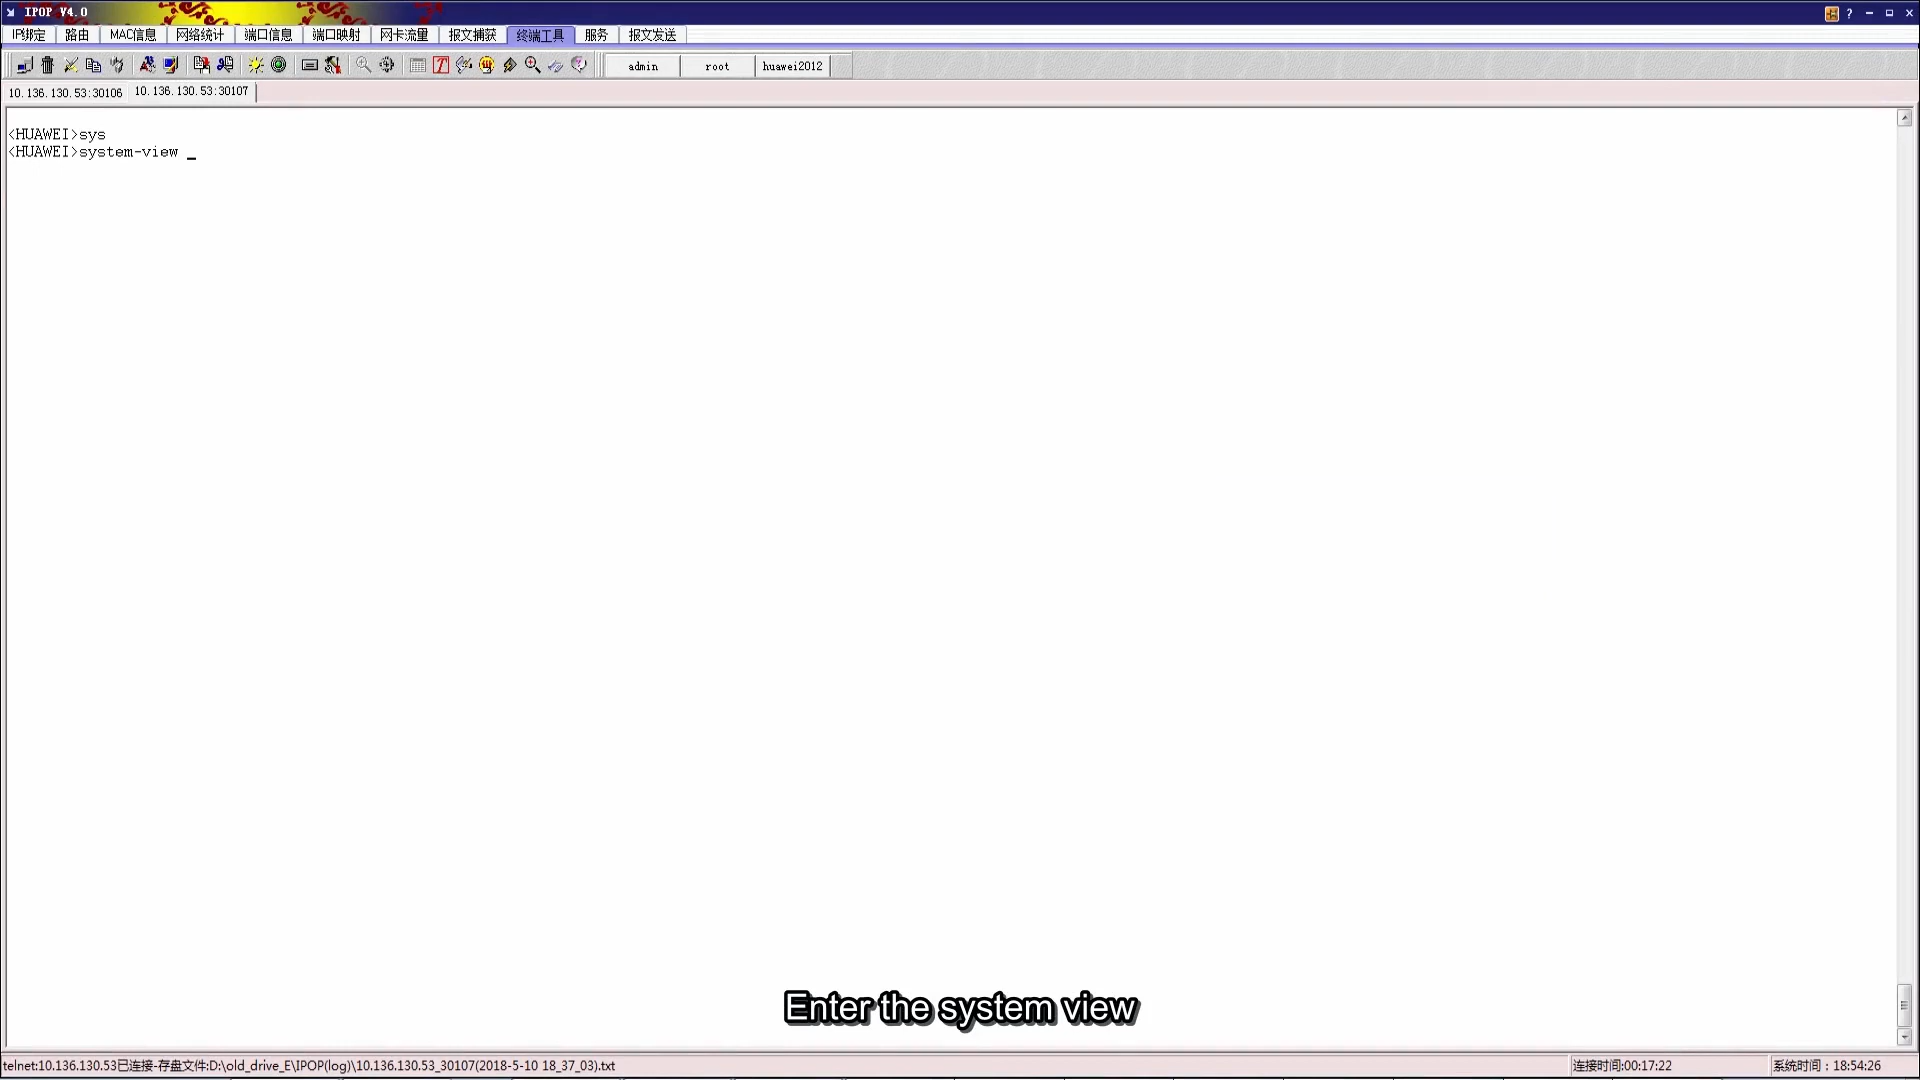 IPOP V4.0
IP绑定 路由 MAC信息 网络统计 端口信息 端口映射 网卡流量 报文捕获 终端工具 服务 报文发送
admin root huawei2012
10.136.130.53:30106 10.136.130.53:30107
<HUAWEI>sys
<HUAWEI>system-view _
Enter the system view
telnet:10.136.130.53已连接-存盘文件:D:\old_drive_E\IPOP(log)\10.136.130.53_30107(2018-5-10 18_37_03).txt 连接时间:00:17:22 系统时间：18:54:26